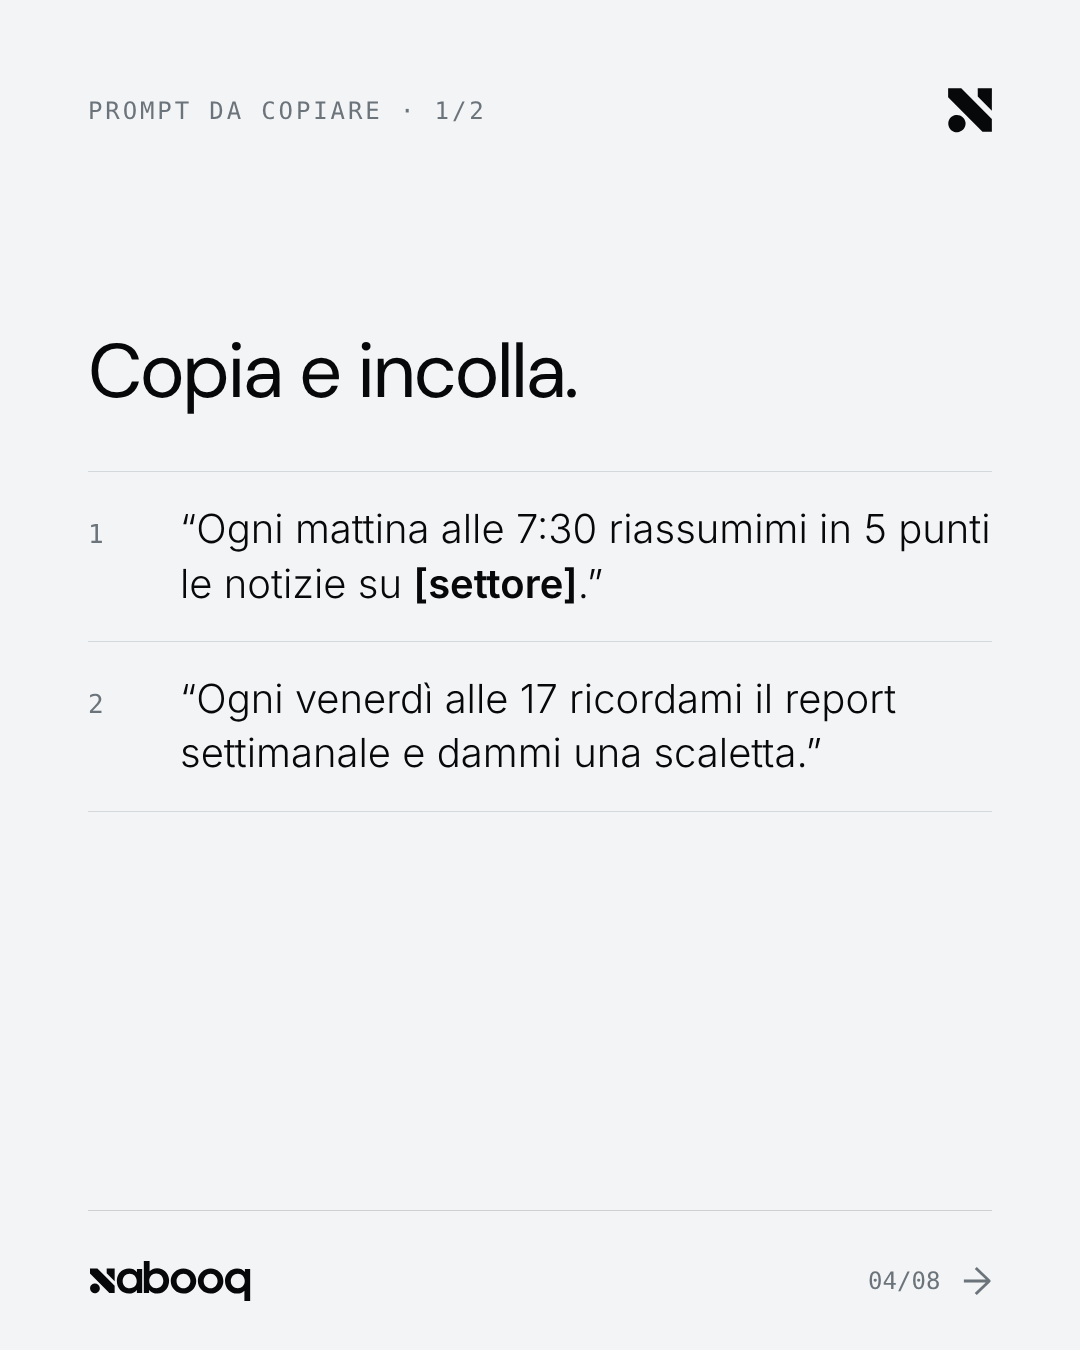 PROMPT DA COPIARE · 1/2
Copia e incolla.
1
“Ogni mattina alle 7:30 riassumimi in 5 punti
le notizie su [settore].”
2
“Ogni venerdì alle 17 ricordami il report
settimanale e dammi una scaletta.”
xabooq
04/08 →